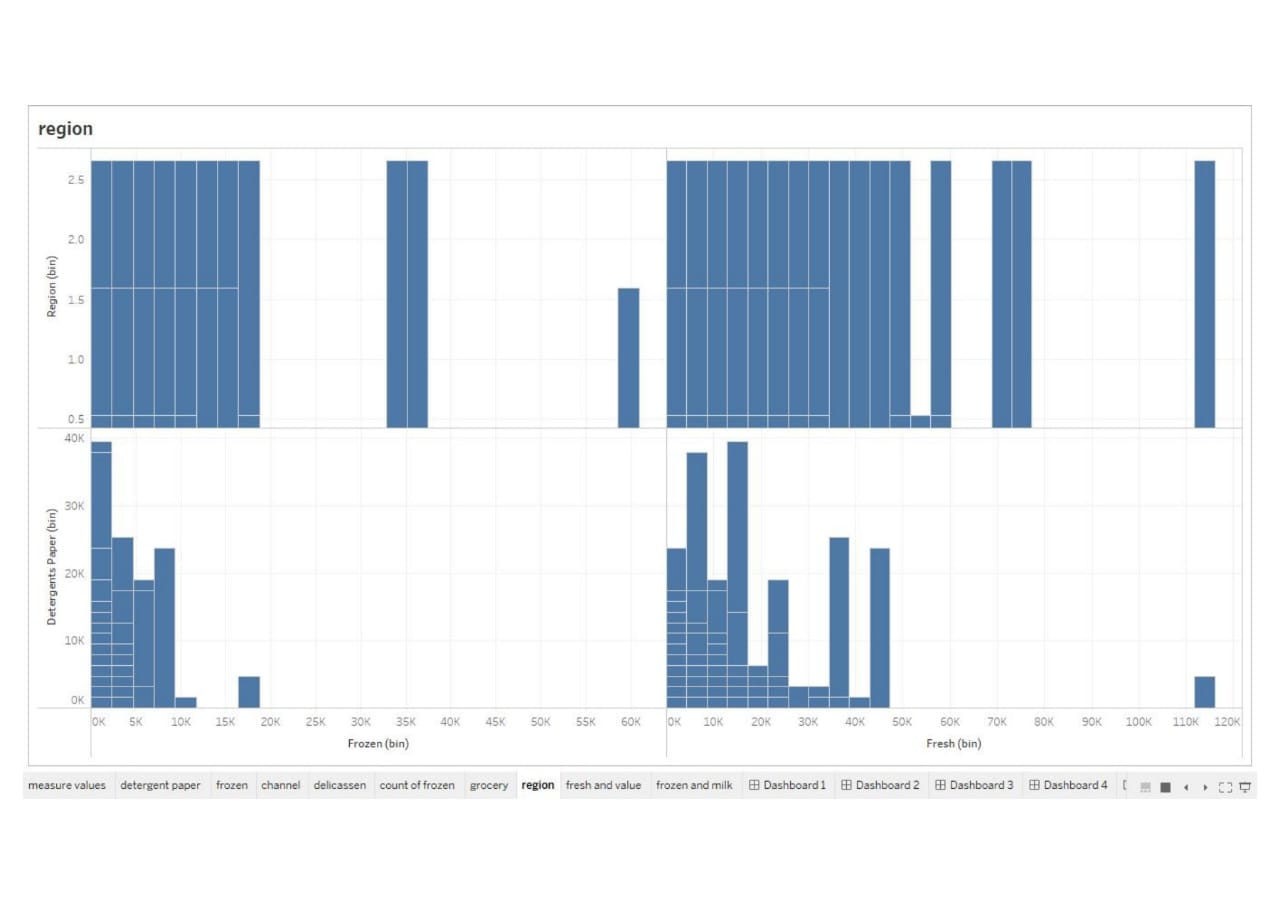 region
2.5
2.0
1.5
1.0
0.5
Region (bin)
40K
30K
20K
10K
0K
Detergents Paper (bin)
0K 5K 10K 15K 20K 25K 30K 35K 40K 45K 50K 55K 60K 0K 10K 20K 30K 40K 50K 60K 70K 80K 90K 100K 110K 120K
Frozen (bin) Fresh (bin)
measure values detergent paper frozen channel delicassen count of frozen grocery region fresh and value frozen and milk Dashboard 1 Dashboard 2 Dashboard 3 Dashboard 4